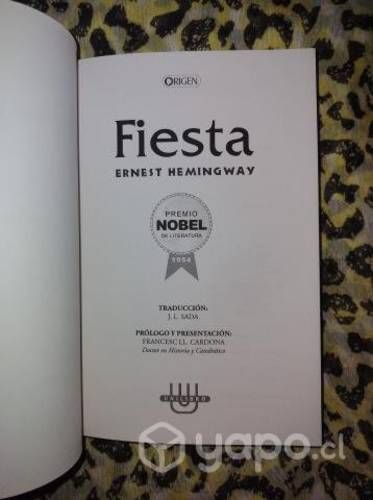 ORIGEN
Fiesta
ERNEST HEMINGWAY
PREMIO
NOBEL
DE LITERATURA
1954
TRADUCCIÓN:
J. L. SADA
PRÓLOGO Y PRESENTACIÓN:
FRANCESC LL. CARDONA
Doctor en Historia y Catedrático
UNILIBRO
yapo.cl